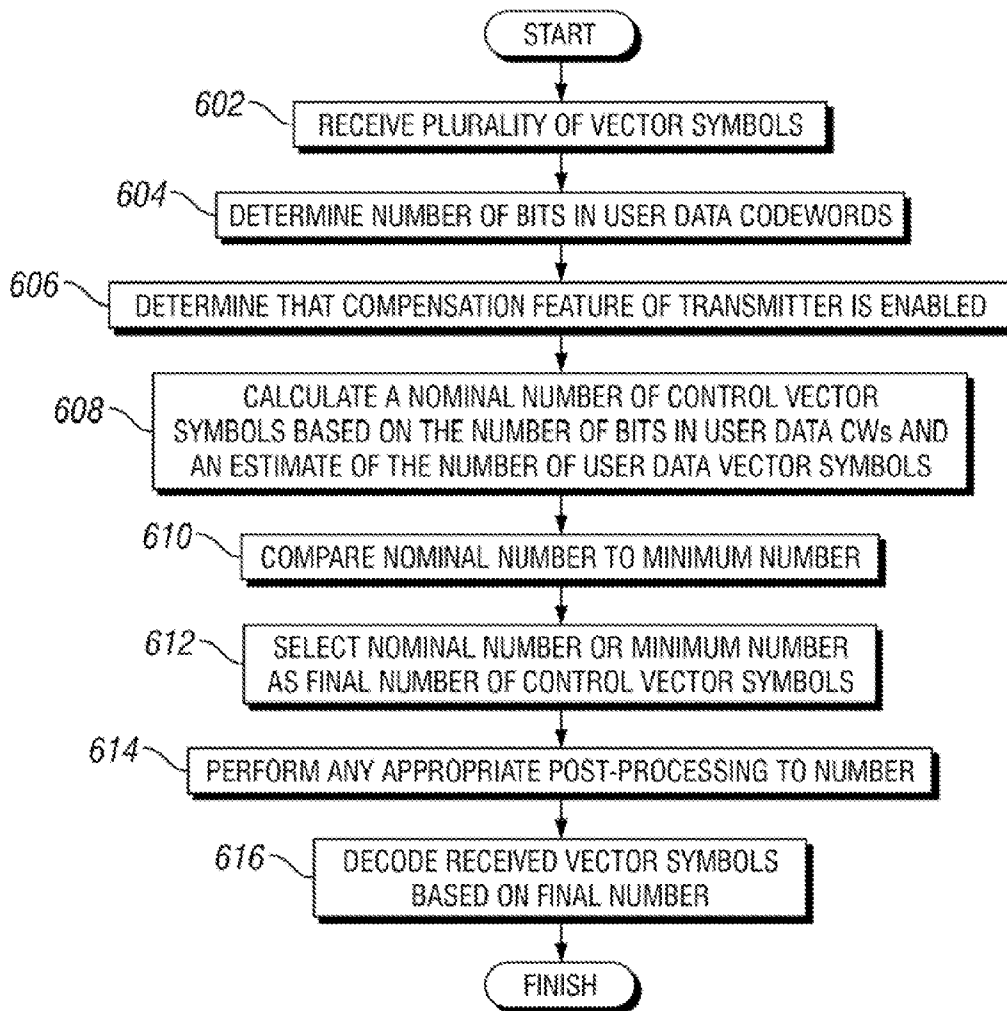 START
602
RECEIVE PLURALITY OF VECTOR SYMBOLS
604
DETERMINE NUMBER OF BITS IN USER DATA CODEWORDS
606
DETERMINE THAT COMPENSATION FEATURE OF TRANSMITTER IS ENABLED
608
CALCULATE A NOMINAL NUMBER OF CONTROL VECTOR
SYMBOLS BASED ON THE NUMBER OF BITS IN USER DATA CWs AND
AN ESTIMATE OF THE NUMBER OF USER DATA VECTOR SYMBOLS
610
COMPARE NOMINAL NUMBER TO MINIMUM NUMBER
612
SELECT NOMINAL NUMBER OR MINIMUM NUMBER
AS FINAL NUMBER OF CONTROL VECTOR SYMBOLS
614
PERFORM ANY APPROPRIATE POST-PROCESSING TO NUMBER
616
DECODE RECEIVED VECTOR SYMBOLS
BASED ON FINAL NUMBER
FINISH